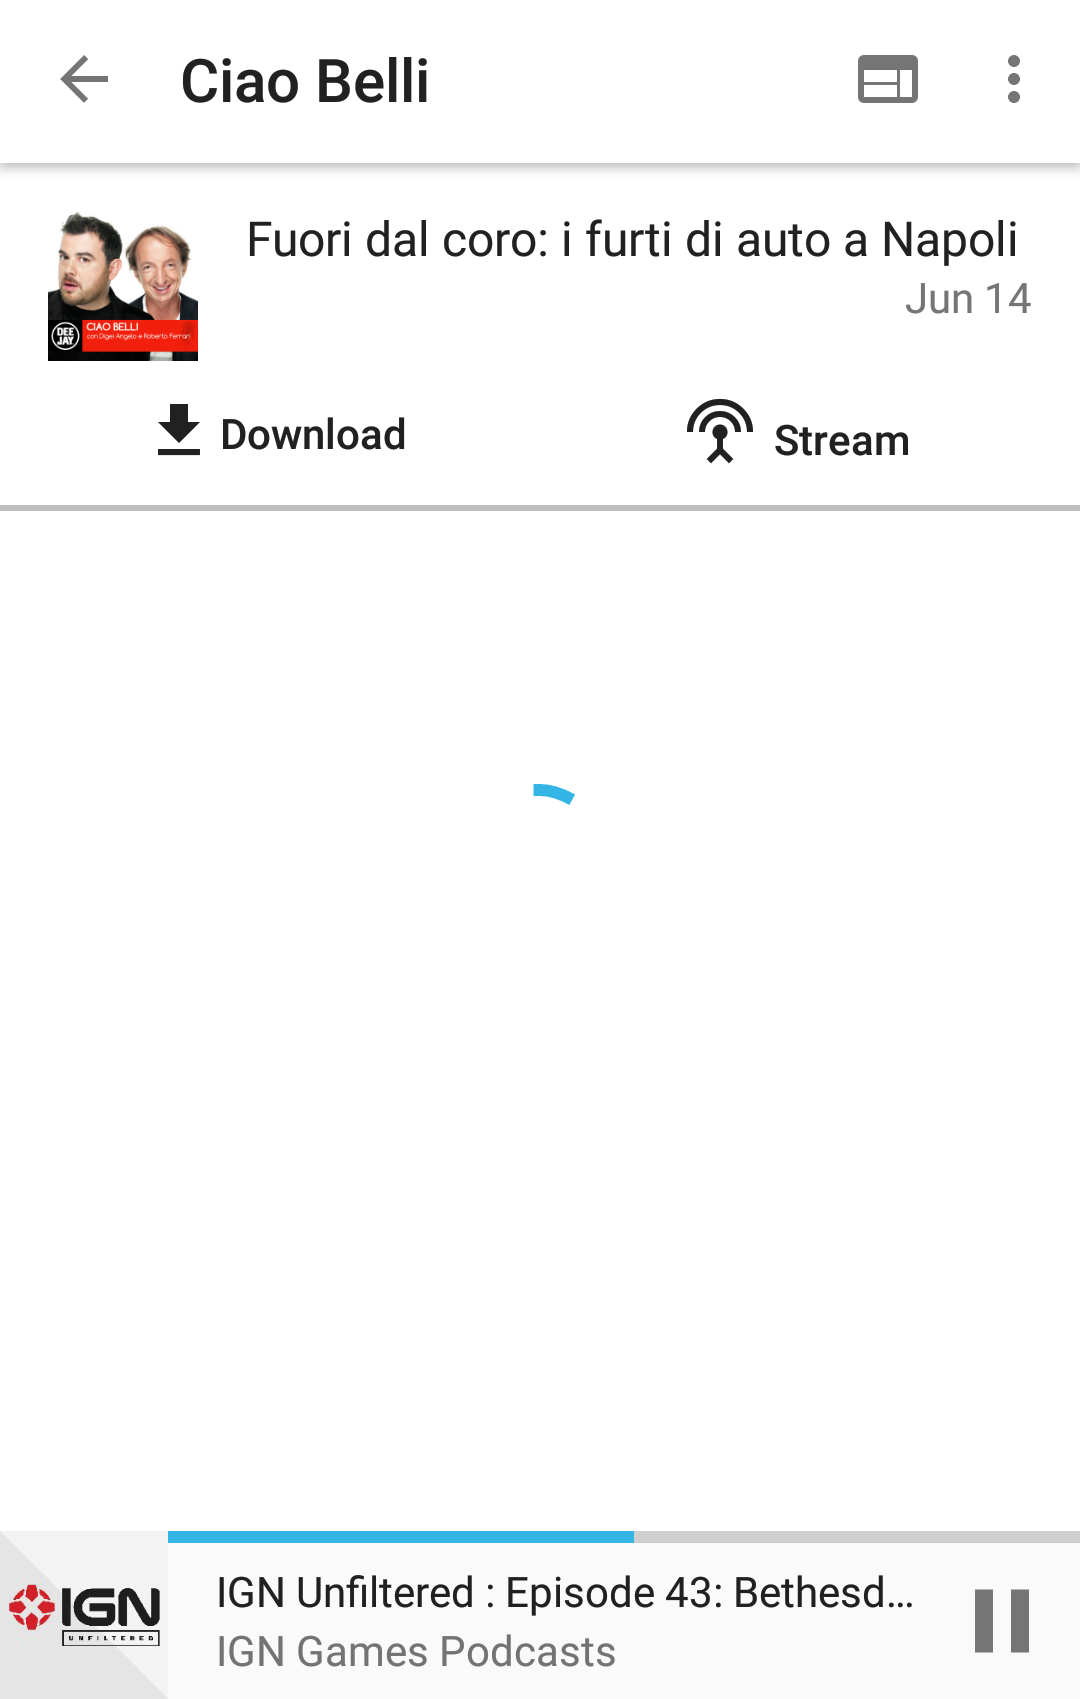 Ciao Belli
Fuori dal coro: i furti di auto a Napoli
Jun 14
DEE
JAY
CIAO BELLI
con Digei Angelo e Roberto Ferrari
Download
Stream
IGN
UNFILTERED
IGN Unfiltered : Episode 43: Bethesd...
IGN Games Podcasts